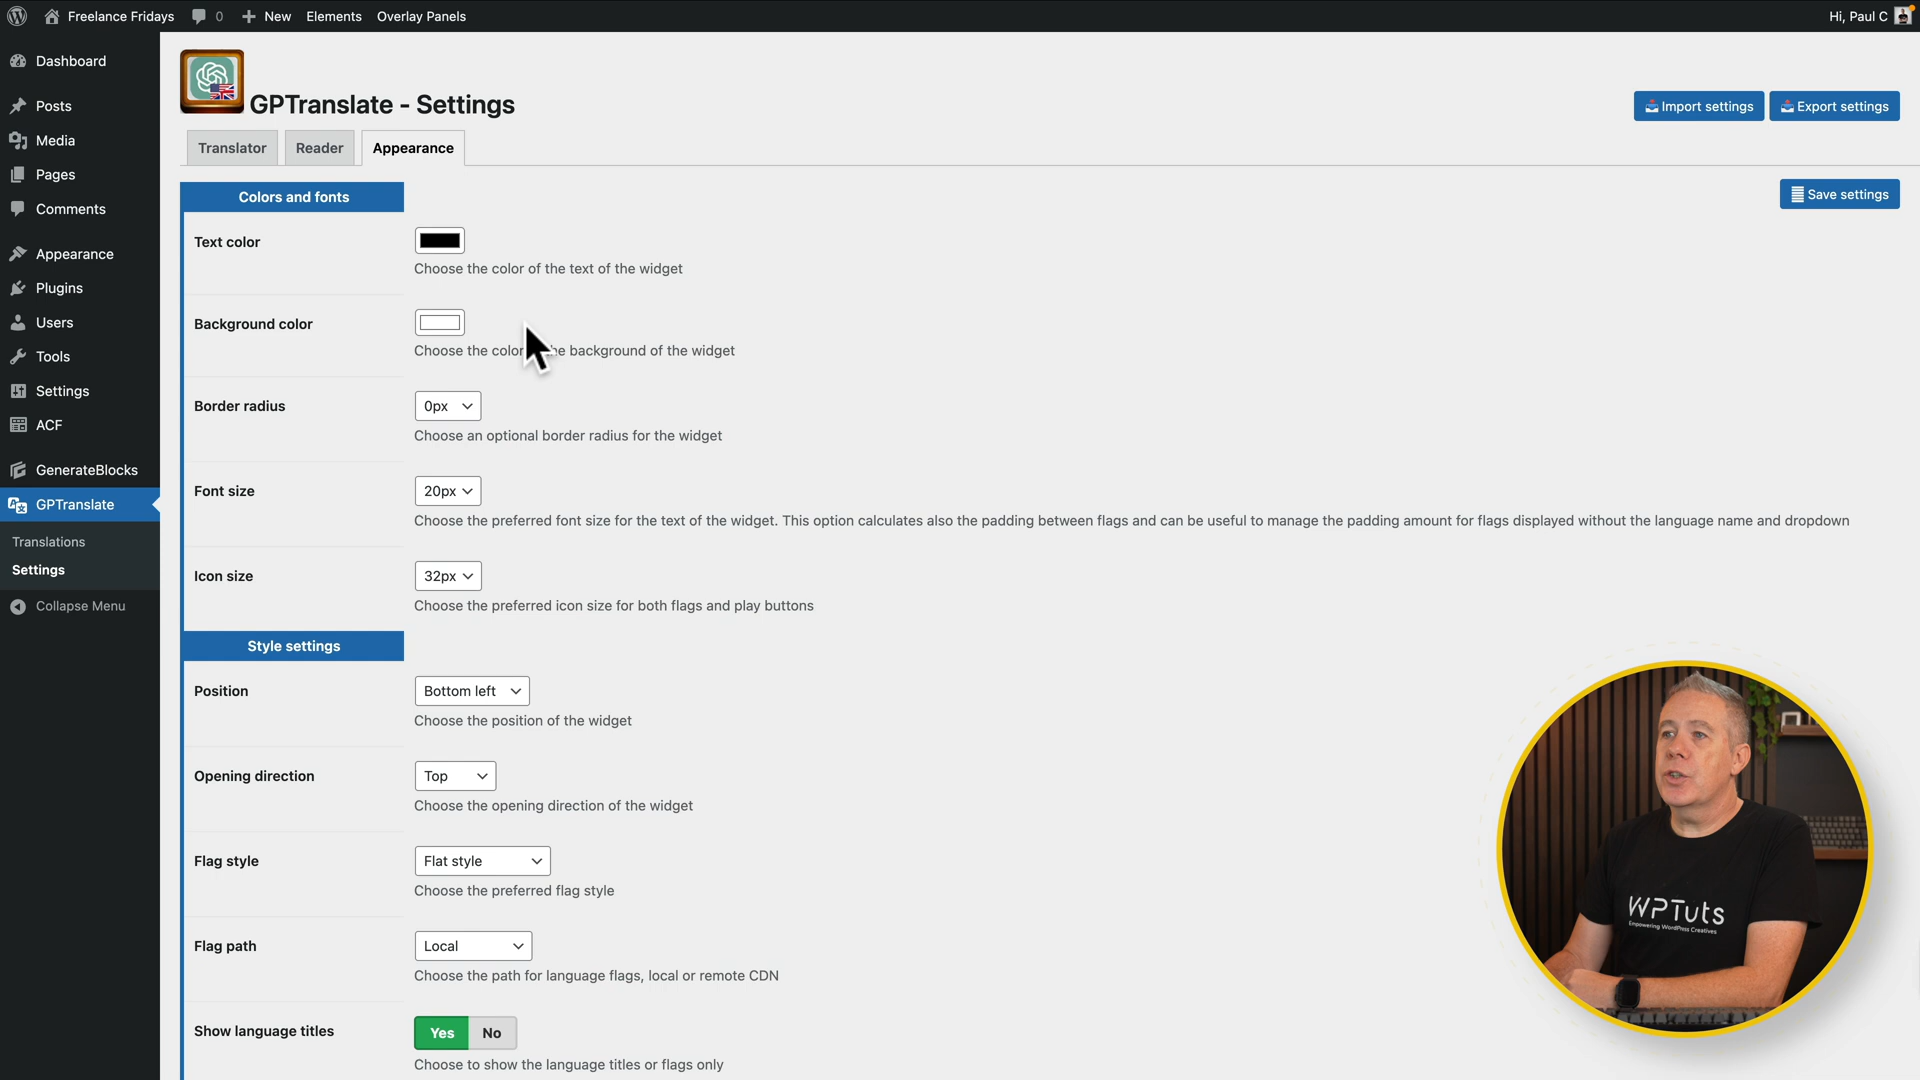 Freelance Fridays
0
New
Elements
Overlay Panels
Hi, Paul C
Dashboard
Posts
Media
Pages
Comments
Appearance
Plugins
Users
Tools
Settings
ACF
GenerateBlocks
GPTranslate
Translations
Settings
Collapse Menu
GPTranslate - Settings
Import settings
Export settings
Translator
Reader
Appearance
Colors and fonts
Save settings
Text color
Choose the color of the text of the widget
Background color
Choose the color he background of the widget
Border radius
0px
Choose an optional border radius for the widget
Font size
20px
Choose the preferred font size for the text of the widget. This option calculates also the padding between flags and can be useful to manage the padding amount for flags displayed without the language name and dropdown
Icon size
32px
Choose the preferred icon size for both flags and play buttons
Style settings
Position
Bottom left
Choose the position of the widget
Opening direction
Top
Choose the opening direction of the widget
Flag style
Flat style
Choose the preferred flag style
Flag path
Local
Choose the path for language flags, local or remote CDN
Show language titles
Yes
No
Choose to show the language titles or flags only
WPTuts
Empowering WordPress Creatives